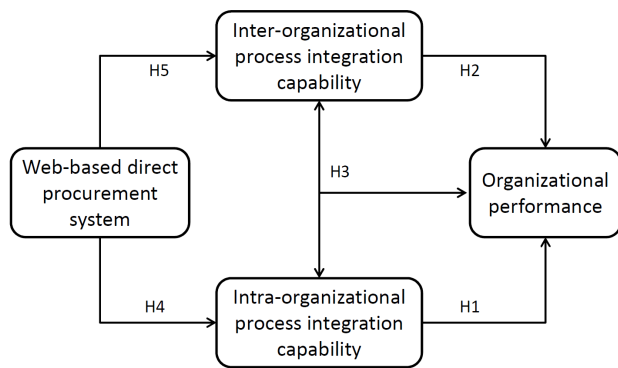 Inter-organizational
process integration
capability
H5
H2
Web-based direct
procurement
system
H3
Organizational
performance
Intra-organizational
process integration
capability
H4
H1